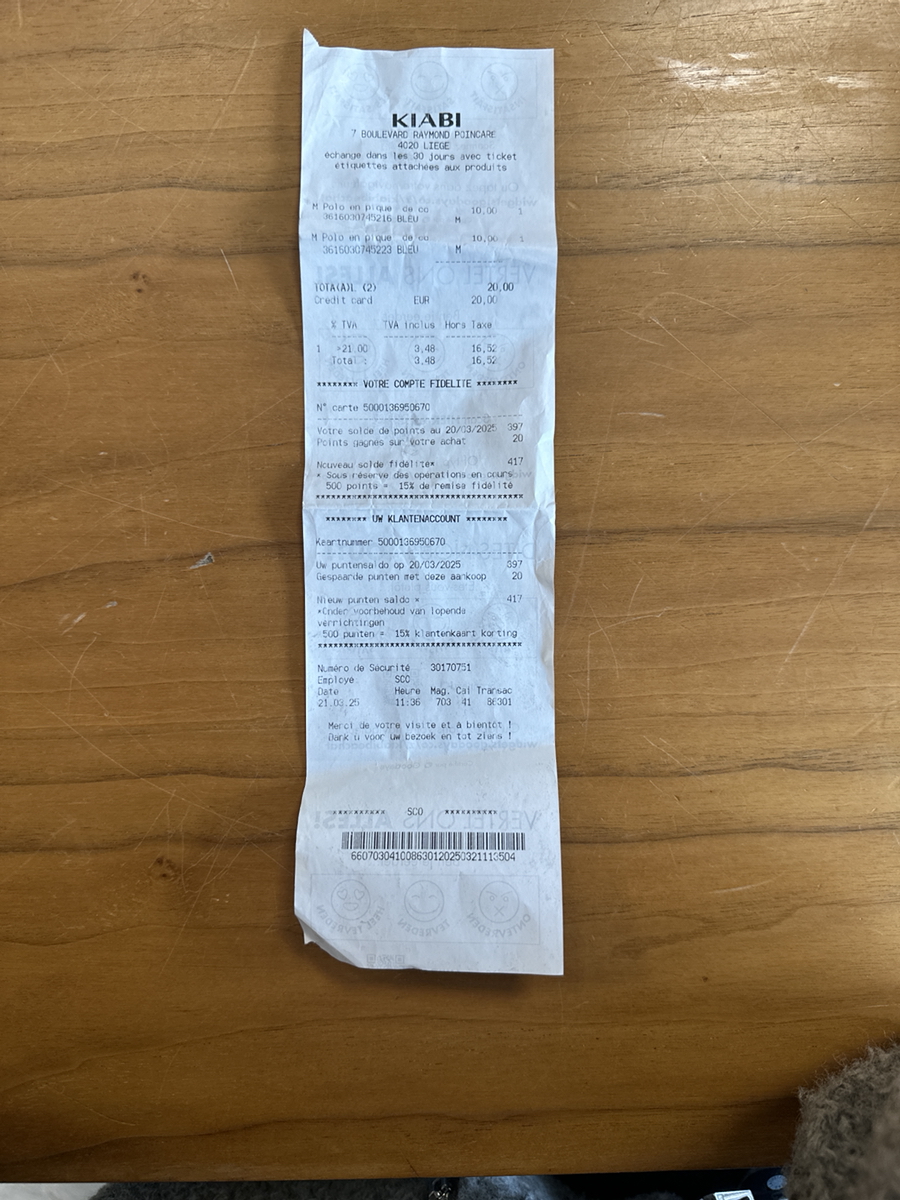 KIABI
7 BOULEVARD RAYMOND POINCARE
4020 LIEGE
échange dans les 30 jours avec ticket
étiquettes attachées aux produits
M Polo en pique de co 10,00 1
3616030745216 BLEU M
M Polo en pique de co 10,00 1
3616030745223 BLEU M
TOTA(A)L (2) 20,00
Credit card EUR 20,00
% TVA TVA inclus Hors Taxe
1 *21.00 3,48 16,52
Total : 3,48 16,52
******** VOTRE COMPTE FIDELITE ********
N° carte 5000136950670
Votre solde de points au 20/03/2025 397
Points gagnés sur votre achat 20
Nouveau solde fidélité* 417
* Sous réserve des opérations en cours
500 points = 15% de remise fidélité
****************************************
******** UW KLANTENACCOUNT ********
Kaartnummer 5000136950670
Uw puntensaldo op 20/03/2025 397
Gespaarde punten met deze aankoop 20
Nieuw punten saldo * 417
*Onder voorbehoud van lopende
verrichtingen
500 punten = 15% klantenkaart korting
****************************************
Numéro de Sécurité 30170751
Employé SCO
Date Heure Mag. Cai Transac
21.03.25 11:36 703 41 86301
Merci de votre visite et à bientôt !
Dank u voor uw bezoek en tot ziens !
********** SCO **********
660703041008630120250321113504